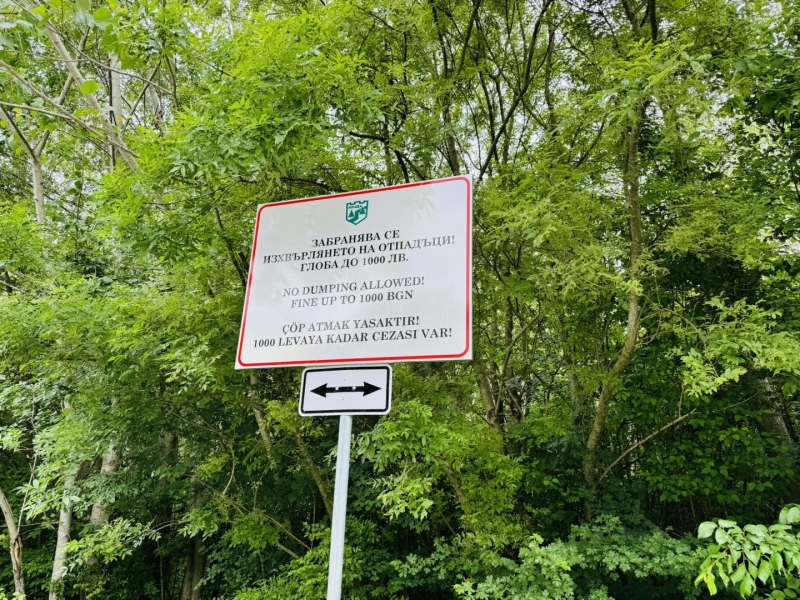 ЗАБРАНЯВА СЕ
ИЗХВЪРЛЯНЕТО НА ОТПАДЪЦИ!
ГЛОБА ДО 1000 ЛВ.
NO DUMPING ALLOWED!
FINE UP TO 1000 BGN
ÇÖP ATMAK YASAKTIR!
1000 LEVAYA KADAR CEZASI VAR!